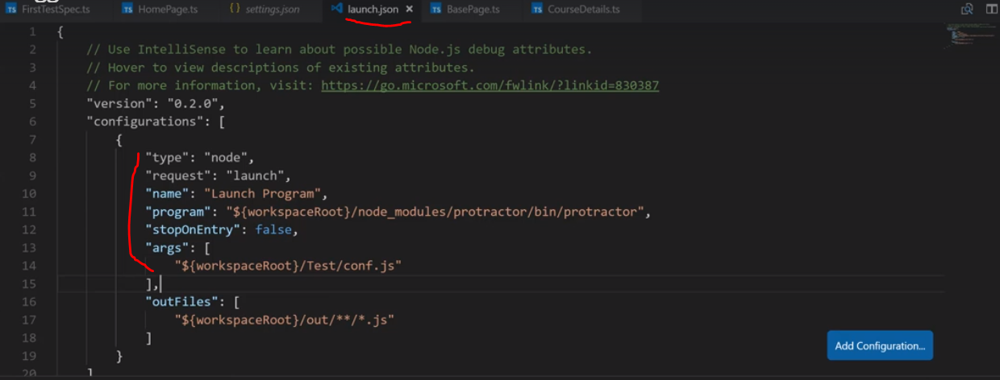 TS FirstTestSpec.ts TS HomePage.ts {} settings.json launch.json × TS BasePage.ts TS CourseDetails.ts
1 {
2 // Use IntelliSense to learn about possible Node.js debug attributes.
3 // Hover to view descriptions of existing attributes.
4 // For more information, visit: https://go.microsoft.com/fwlink/?linkid=830387
5 "version": "0.2.0",
6 "configurations": [
7 {
8 "type": "node",
9 "request": "launch",
10 "name": "Launch Program",
11 "program": "${workspaceRoot}/node_modules/protractor/bin/protractor",
12 "stopOnEntry": false,
13 "args": [
14 "${workspaceRoot}/Test/conf.js"
15 ],
16 "outFiles": [
17 "${workspaceRoot}/out/**/*.js"
18 ]
19 }
20 ]
Add Configuration...